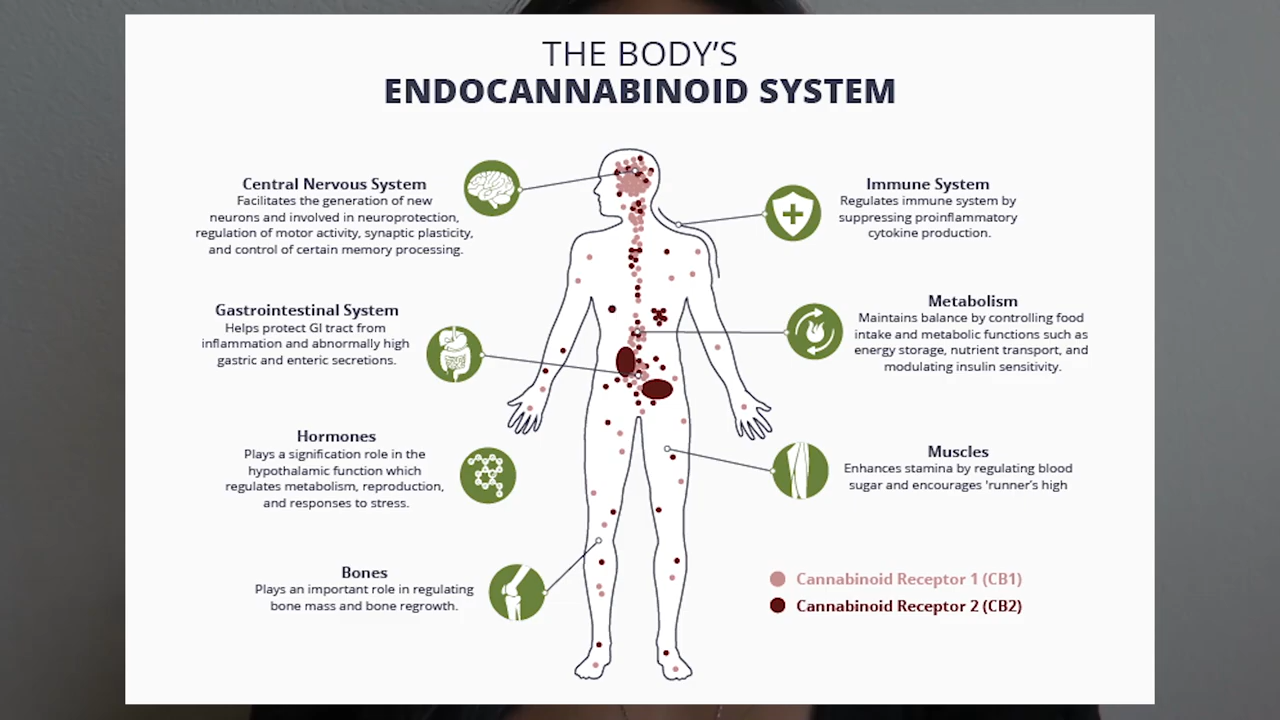 THE BODY’S
ENDOCANNABINOID SYSTEM
Central Nervous System
Facilitates the generation of new
neurons and involved in neuroprotection,
regulation of motor activity, synaptic plasticity,
and control of certain memory processing.
Gastrointestinal System
Helps protect GI tract from
inflammation and abnormally high
gastric and enteric secretions.
Hormones
Plays a signification role in the
hypothalamic function which
regulates metabolism, reproduction,
and responses to stress.
Bones
Plays an important role in regulating
bone mass and bone regrowth.
Immune System
Regulates immune system by
suppressing proinflammatory
cytokine production.
Metabolism
Maintains balance by controlling food
intake and metabolic functions such as
energy storage, nutrient transport, and
modulating insulin sensitivity.
Muscles
Enhances stamina by regulating blood
sugar and encourages 'runner’s high
Cannabinoid Receptor 1 (CB1)
Cannabinoid Receptor 2 (CB2)